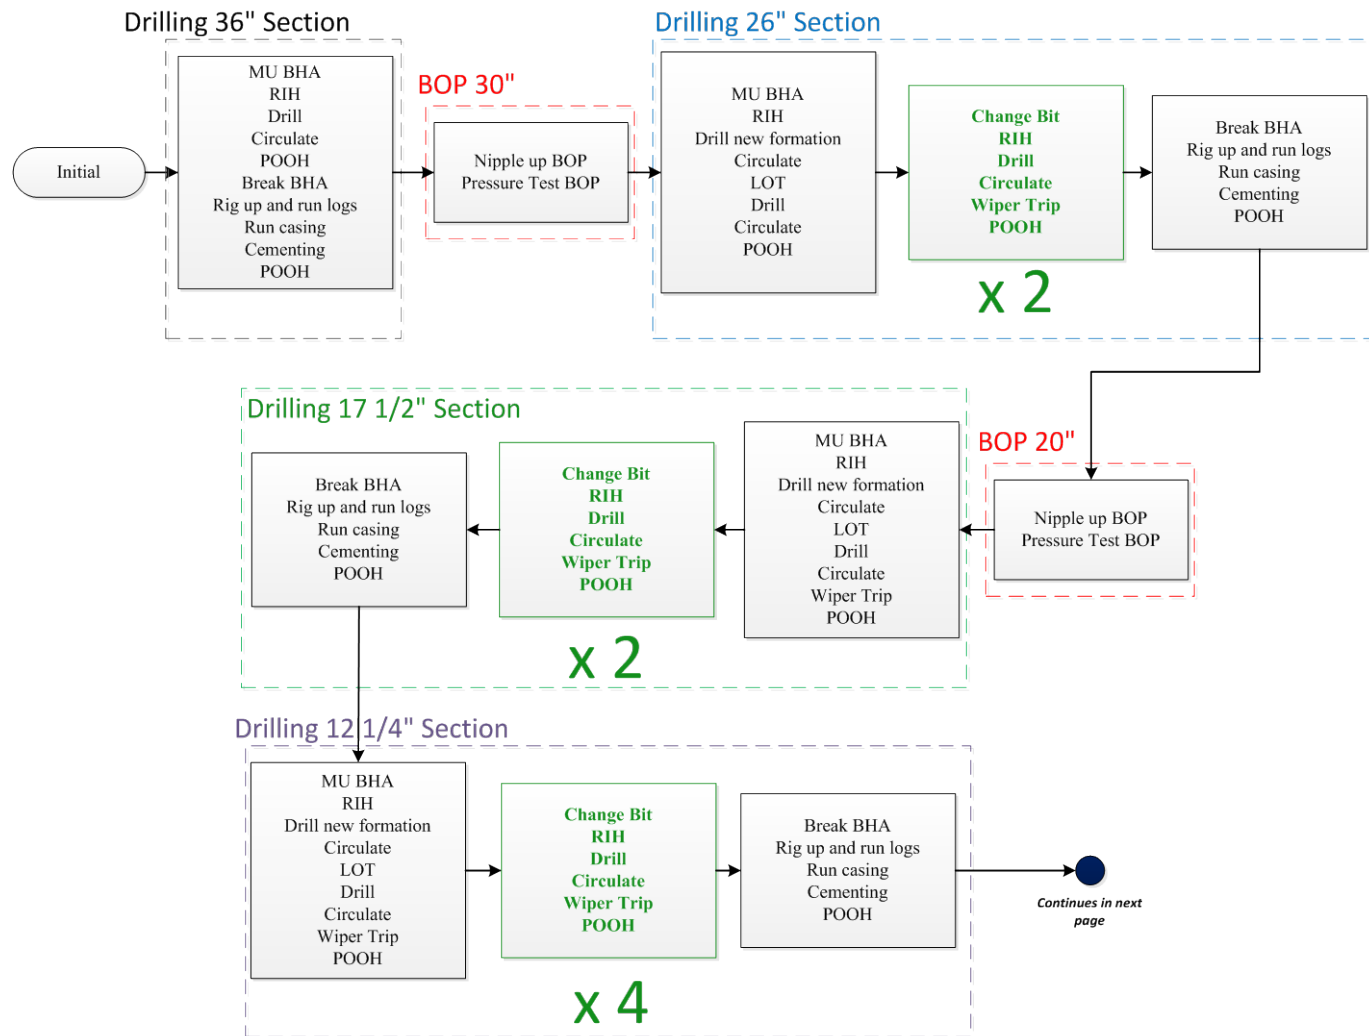 Drilling 36" Section
Initial
MU BHA
RIH
Drill
Circulate
POOH
Break BHA
Rig up and run logs
Run casing
Cementing
POOH
BOP 30"
Nipple up BOP
Pressure Test BOP
Drilling 26" Section
MU BHA
RIH
Drill new formation
Circulate
LOT
Drill
Circulate
POOH
Change Bit
RIH
Drill
Circulate
Wiper Trip
POOH
x 2
Break BHA
Rig up and run logs
Run casing
Cementing
POOH
BOP 20"
Nipple up BOP
Pressure Test BOP
Drilling 17 1/2" Section
MU BHA
RIH
Drill new formation
Circulate
LOT
Drill
Circulate
Wiper Trip
POOH
Change Bit
RIH
Drill
Circulate
Wiper Trip
POOH
x 2
Break BHA
Rig up and run logs
Run casing
Cementing
POOH
Drilling 12 1/4" Section
MU BHA
RIH
Drill new formation
Circulate
LOT
Drill
Circulate
Wiper Trip
POOH
Change Bit
RIH
Drill
Circulate
Wiper Trip
POOH
x 4
Break BHA
Rig up and run logs
Run casing
Cementing
POOH
Continues in next
page